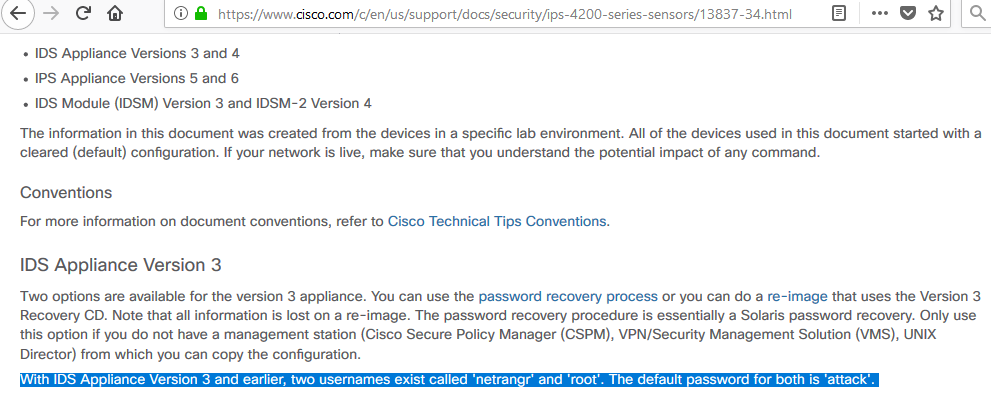 https://www.cisco.com/c/en/us/support/docs/security/ips-4200-series-sensors/13837-34.html
• IDS Appliance Versions 3 and 4
• IPS Appliance Versions 5 and 6
• IDS Module (IDSM) Version 3 and IDSM-2 Version 4
The information in this document was created from the devices in a specific lab environment. All of the devices used in this document started with a
cleared (default) configuration. If your network is live, make sure that you understand the potential impact of any command.
Conventions
For more information on document conventions, refer to Cisco Technical Tips Conventions.
IDS Appliance Version 3
Two options are available for the version 3 appliance. You can use the password recovery process or you can do a re-image that uses the Version 3
Recovery CD. Note that all information is lost on a re-image. The password recovery procedure is essentially a Solaris password recovery. Only use
this option if you do not have a management station (Cisco Secure Policy Manager (CSPM), VPN/Security Management Solution (VMS), UNIX
Director) from which you can copy the configuration.
With IDS Appliance Version 3 and earlier, two usernames exist called 'netrangr' and 'root'. The default password for both is 'attack'.